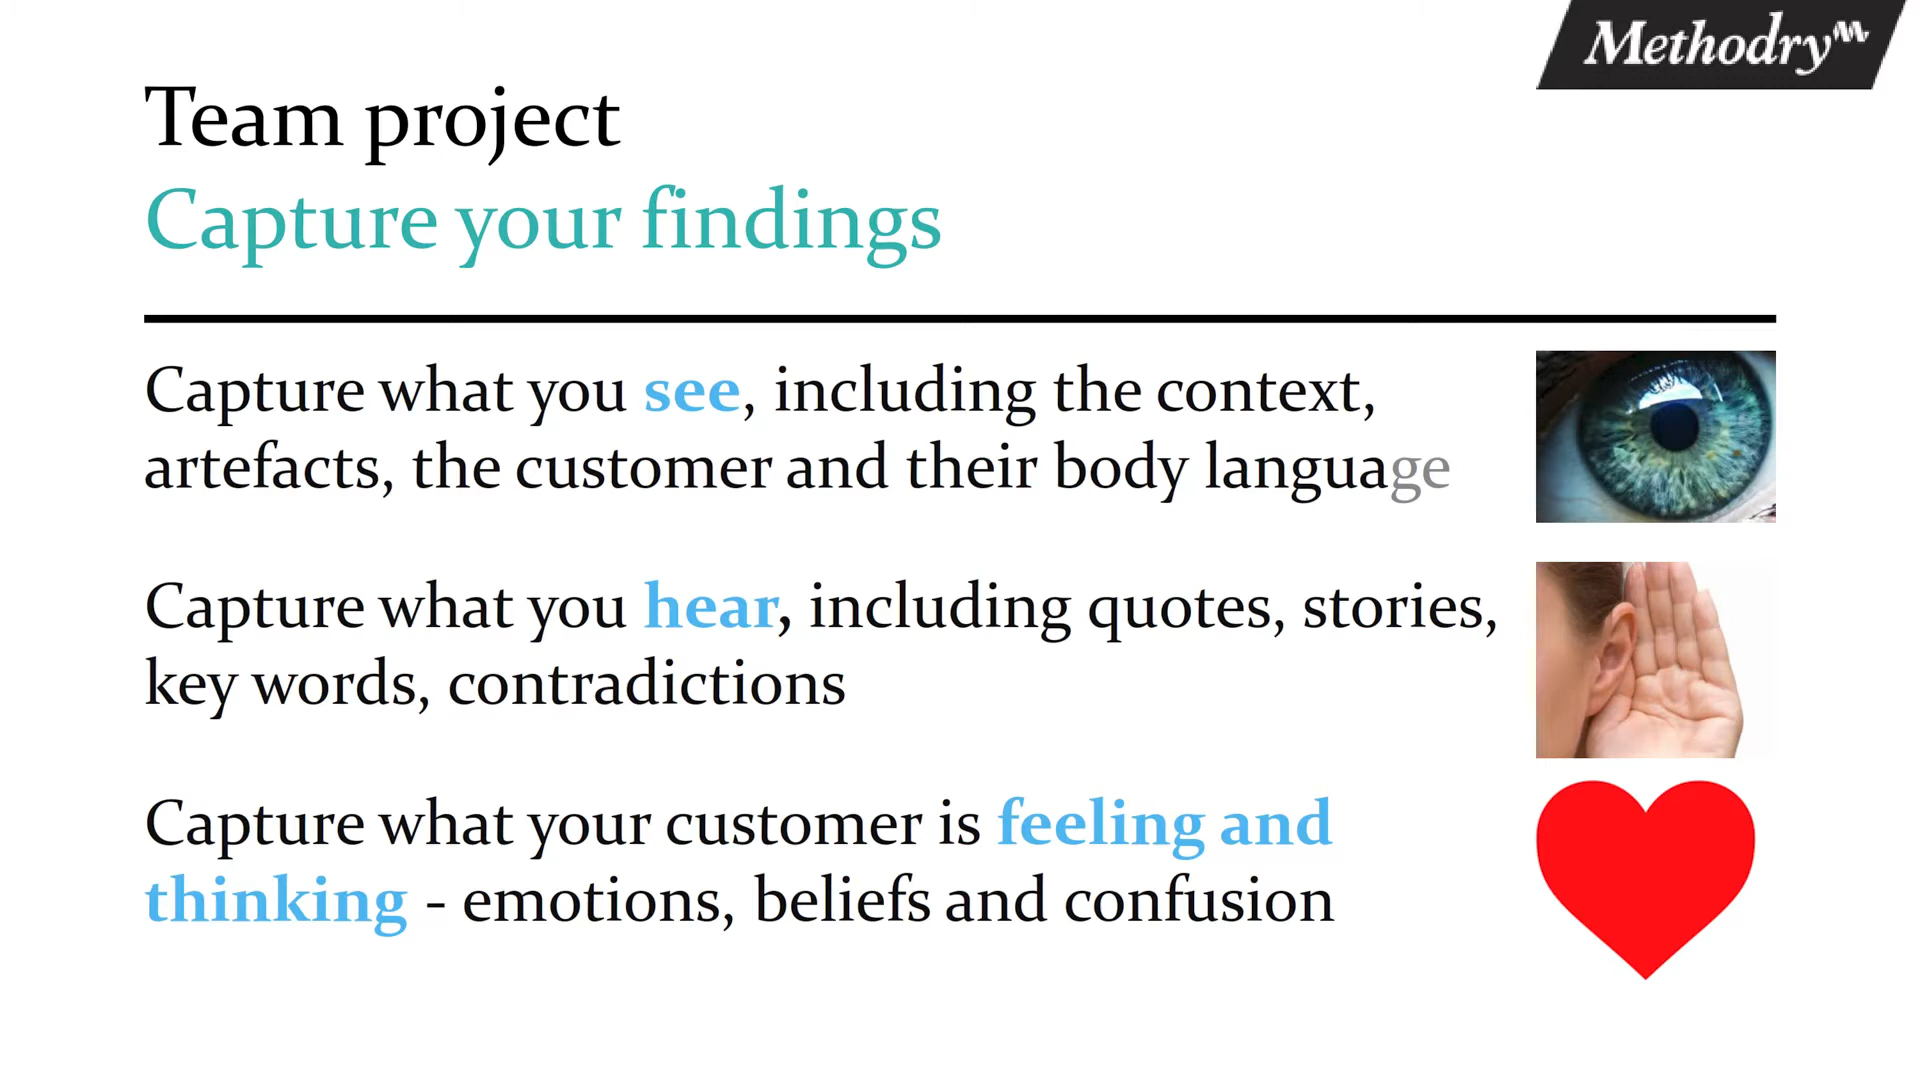 Methodry
Team project
Capture your findings
Capture what you see, including the context,
artefacts, the customer and their body language
Capture what you hear, including quotes, stories,
key words, contradictions
Capture what your customer is feeling and
thinking - emotions, beliefs and confusion